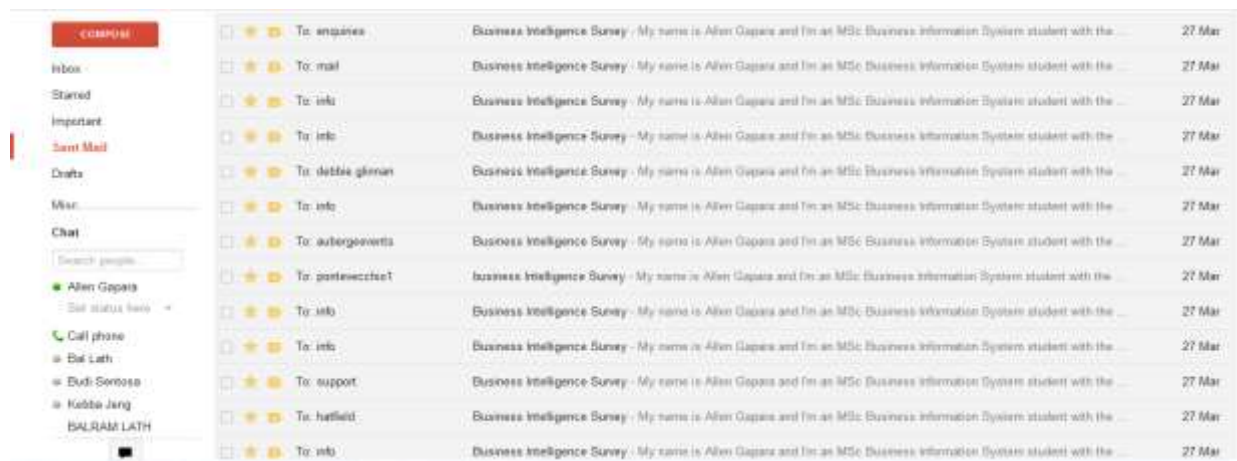 COMPOSE
Inbox
Starred
Important
Sent Mail
Drafts
Misc
Chat
Search people...
Allen Gapara
Set status here
Call phone
Bal Lath
Budi Sentosa
Kebba Jeng
BALRAM LATH
To: enquiries Business Intelligence Survey - My name is Allen Gapara and I'm an MSc Business Information System student with the ... 27 Mar
To: mail Business Intelligence Survey - My name is Allen Gapara and I'm an MSc Business Information System student with the ... 27 Mar
To: info Business Intelligence Survey - My name is Allen Gapara and I'm an MSc Business Information System student with the ... 27 Mar
To: info Business Intelligence Survey - My name is Allen Gapara and I'm an MSc Business Information System student with the ... 27 Mar
To: debbie Business Intelligence Survey - My name is Allen Gapara and I'm an MSc Business Information System student with the ... 27 Mar
To: info Business Intelligence Survey - My name is Allen Gapara and I'm an MSc Business Information System student with the ... 27 Mar
To: aubergeevents Business Intelligence Survey - My name is Allen Gapara and I'm an MSc Business Information System student with the ... 27 Mar
To: business Intelligence Survey - My name is Allen Gapara and I'm an MSc Business Information System student with the ... 27 Mar
To: info Business Intelligence Survey - My name is Allen Gapara and I'm an MSc Business Information System student with the ... 27 Mar
To: info Business Intelligence Survey - My name is Allen Gapara and I'm an MSc Business Information System student with the ... 27 Mar
To: support Business Intelligence Survey - My name is Allen Gapara and I'm an MSc Business Information System student with the ... 27 Mar
To: hatfield Business Intelligence Survey - My name is Allen Gapara and I'm an MSc Business Information System student with the ... 27 Mar
To: info Business Intelligence Survey - My name is Allen Gapara and I'm an MSc Business Information System student with the ... 27 Mar